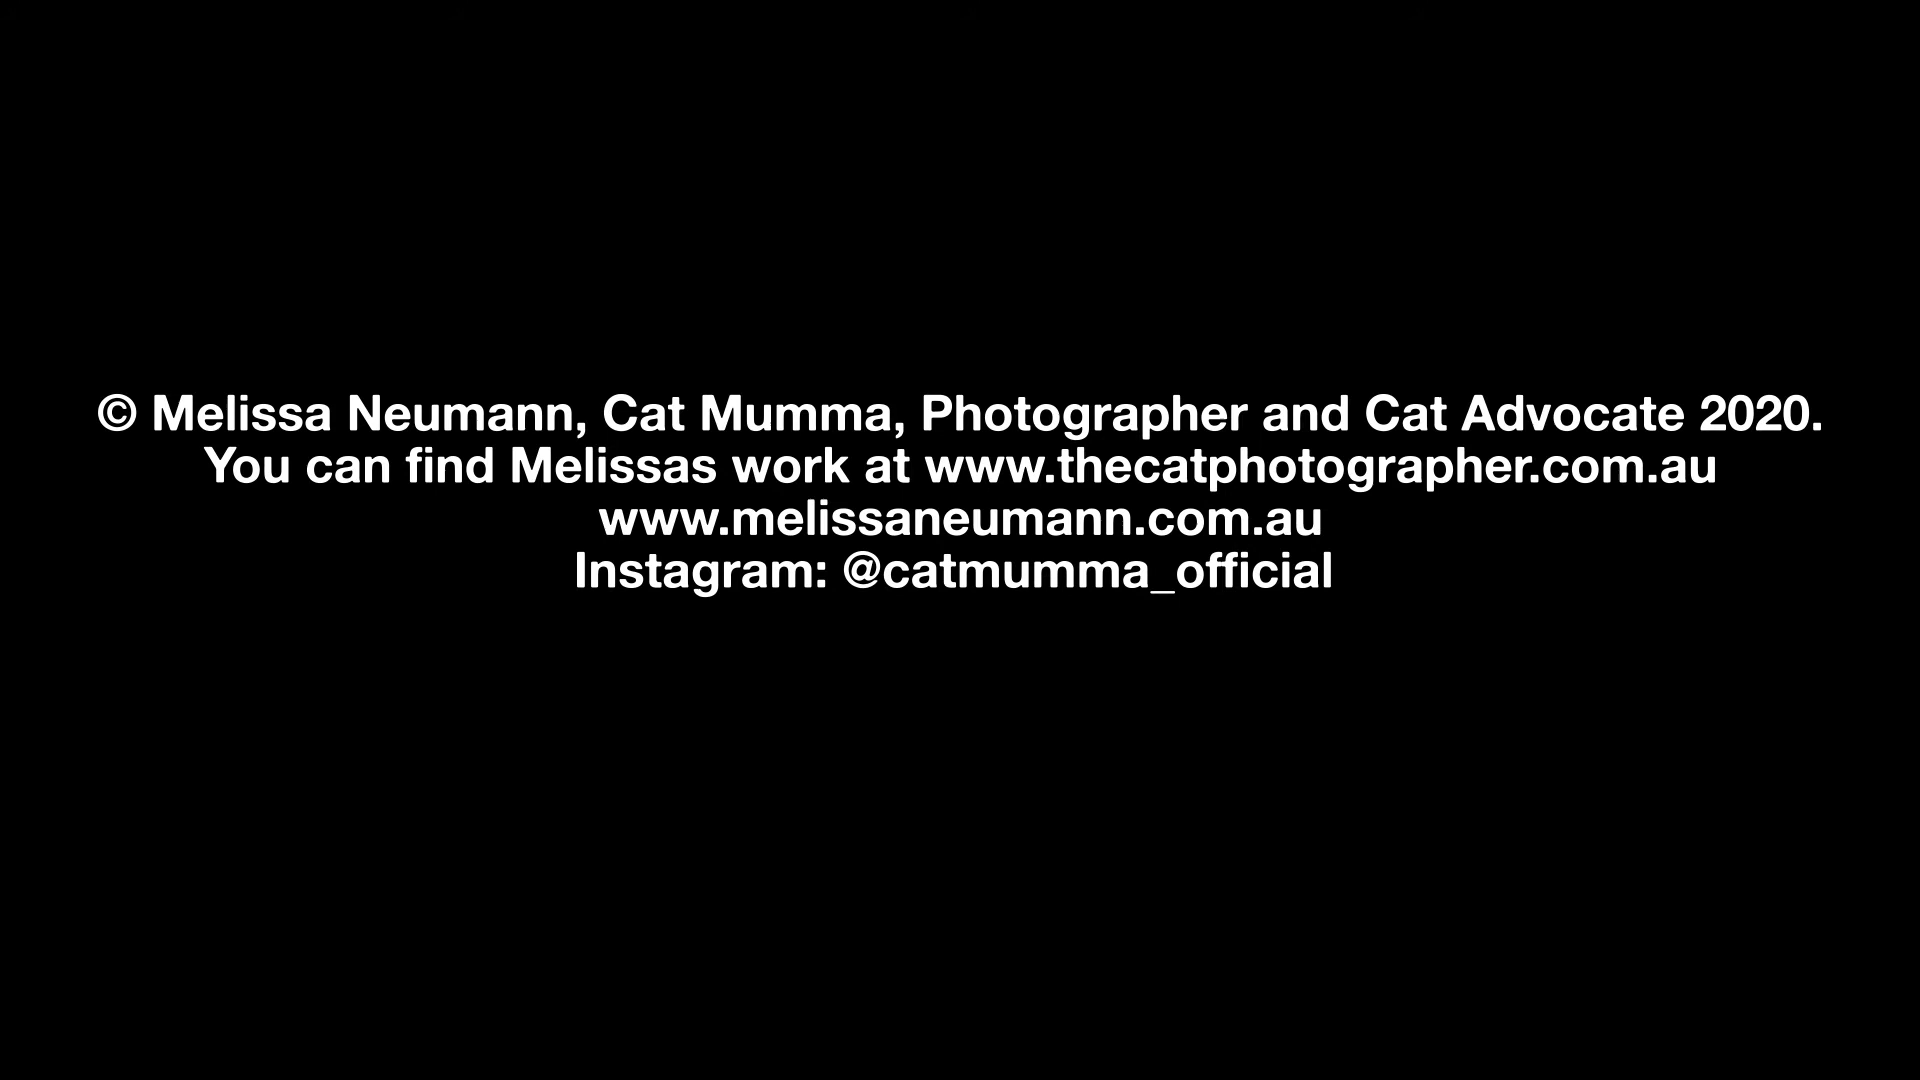 © Melissa Neumann, Cat Mumma, Photographer and Cat Advocate 2020.
You can find Melissas work at www.thecatphotographer.com.au
www.melissaneumann.com.au
Instagram: @catmumma_official